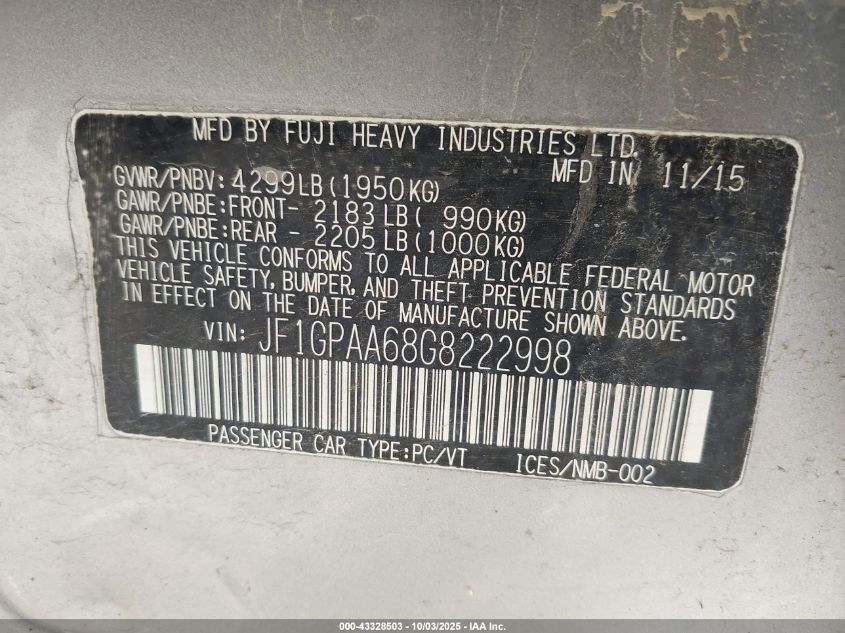 MFD BY FUJI HEAVY INDUSTRIES LTD.
MFD IN 11/15
GVWR/PNBV: 4299LB(1950KG)
GAWR/PNBE:FRONT- 2183LB( 990KG)
GAWR/PNBE:REAR - 2205LB(1000KG)
THIS VEHICLE CONFORMS TO ALL APPLICABLE FEDERAL MOTOR
VEHICLE SAFETY, BUMPER, AND THEFT PREVENTION STANDARDS
IN EFFECT ON THE DATE OF MANUFACTURE SHOWN ABOVE.
VIN: JF1GPAA68G8222998
PASSENGER CAR TYPE:PC/VT ICES/NMB-002
000-43328503 - 10/03/2025 - IAA Inc.